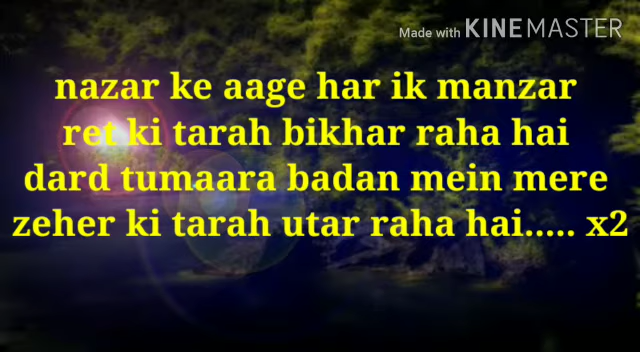 Made with KINEMASTER
nazar ke aage har ik manzar
ret ki tarah bikhar raha hai
dard tumaara badan mein mere
zeher ki tarah utar raha hai..... x2